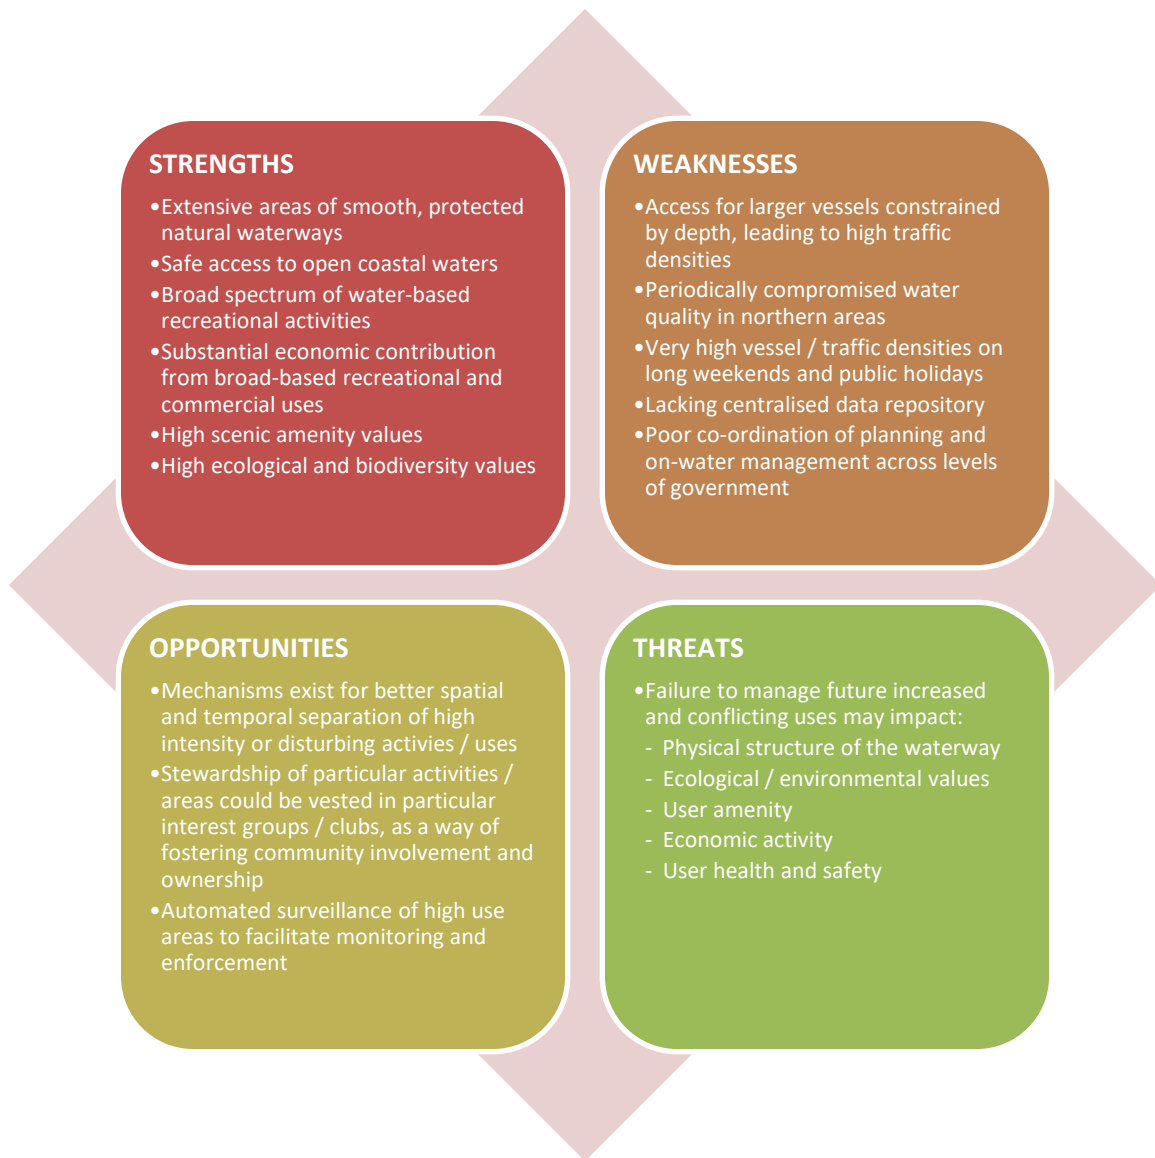 STRENGTHS
•Extensive areas of smooth, protected
natural waterways
•Safe access to open coastal waters
•Broad spectrum of water-based
recreational activities
•Substantial economic contribution
from broad-based recreational and
commercial uses
•High scenic amenity values
•High ecological and biodiversity values
WEAKNESSES
•Access for larger vessels constrained
by depth, leading to high traffic
densities
•Periodically compromised water
quality in northern areas
•Very high vessel / traffic densities on
long weekends and public holidays
•Lacking centralised data repository
•Poor co-ordination of planning and
on-water management across levels
of government
OPPORTUNITIES
•Mechanisms exist for better spatial
and temporal separation of high
intensity or disturbing activies / uses
•Stewardship of particular activities /
areas could be vested in particular
interest groups / clubs, as a way of
fostering community involvement and
ownership
•Automated surveillance of high use
areas to facilitate monitoring and
enforcement
THREATS
•Failure to manage future increased
and conflicting uses may impact:
- Physical structure of the waterway
- Ecological / environmental values
- User amenity
- Economic activity
- User health and safety